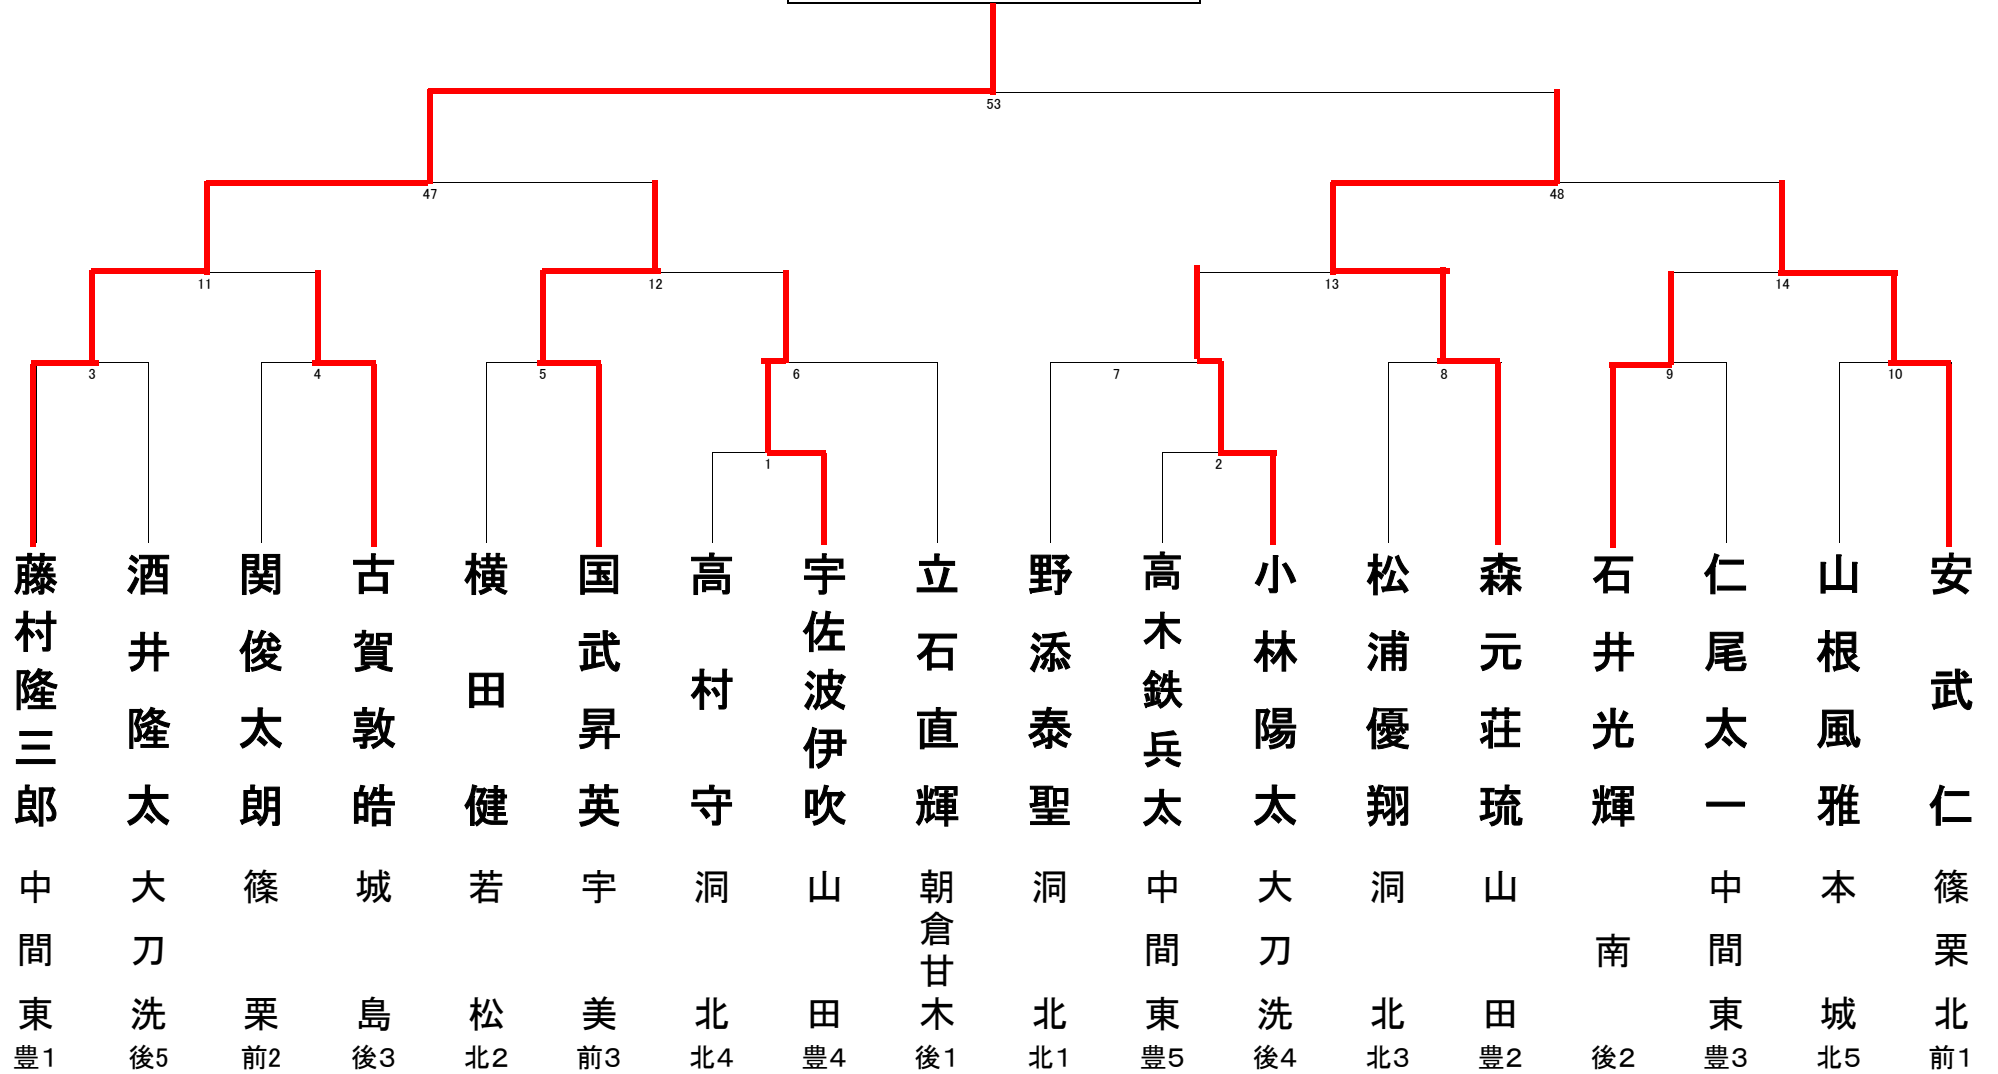 53
47
48
11
12
13
14
3
4
5
6
7
8
9
10
1
2
藤村隆三郎
酒井隆太
関俊太朗
古賀敦皓
横田健
国武昇英
高村守
宇佐波伊吹
立石直輝
野添泰聖
高木鉄兵太
小林陽太
松浦優翔
森元荘琉
石井光輝
仁尾太一
山根風雅
安武仁
中間東
大刀洗
篠栗
城島
若松
宇美
洞北
山田
朝倉甘木
洞北
中間東
大刀洗
洞北
山田
南
中間東
本城
篠栗北
豊1
後5
前2
後3
北2
前3
北4
豊4
後1
北1
豊5
後4
北3
豊2
後2
豊3
北5
前1